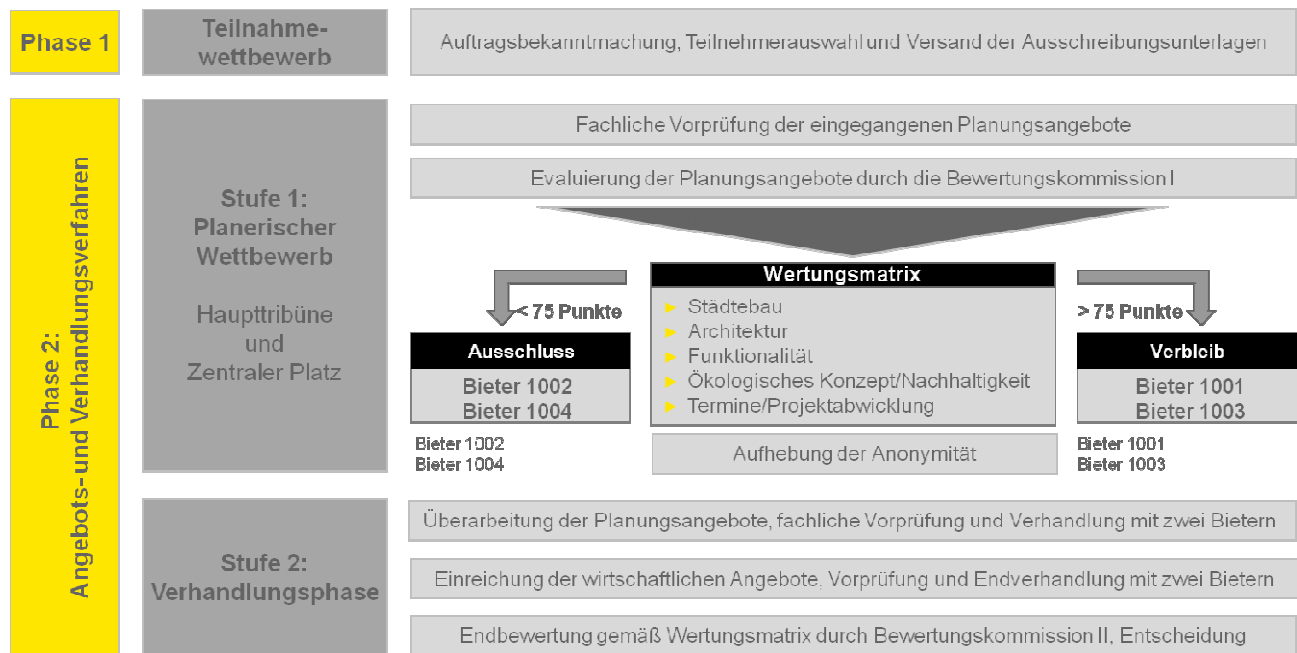 Phase 1
Teilnahme-
wettbewerb
Auftragsbekanntmachung, Teilnehmerauswahl und Versand der Ausschreibungsunterlagen
Phase 2:
Angebots- und Verhandlungsverfahren
Stufe 1:
Planerischer
Wettbewerb
Haupttribüne
und
Zentraler Platz
Fachliche Vorprüfung der eingegangenen Planungsangebote
Evaluierung der Planungsangebote durch die Bewertungskommission I
< 75 Punkte
Ausschluss
Bieter 1002
Bieter 1004
Bieter 1002
Bieter 1004
Wertungsmatrix
► Städtebau
► Architektur
► Funktionalität
► Ökologisches Konzept/Nachhaltigkeit
► Termine/Projektabwicklung
Aufhebung der Anonymität
> 75 Punkte
Verbleib
Bieter 1001
Bieter 1003
Bieter 1001
Bieter 1003
Stufe 2:
Verhandlungsphase
Überarbeitung der Planungsangebote, fachliche Vorprüfung und Verhandlung mit zwei Bietern
Einreichung der wirtschaftlichen Angebote, Vorprüfung und Endverhandlung mit zwei Bietern
Endbewertung gemäß Wertungsmatrix durch Bewertungskommission II, Entscheidung